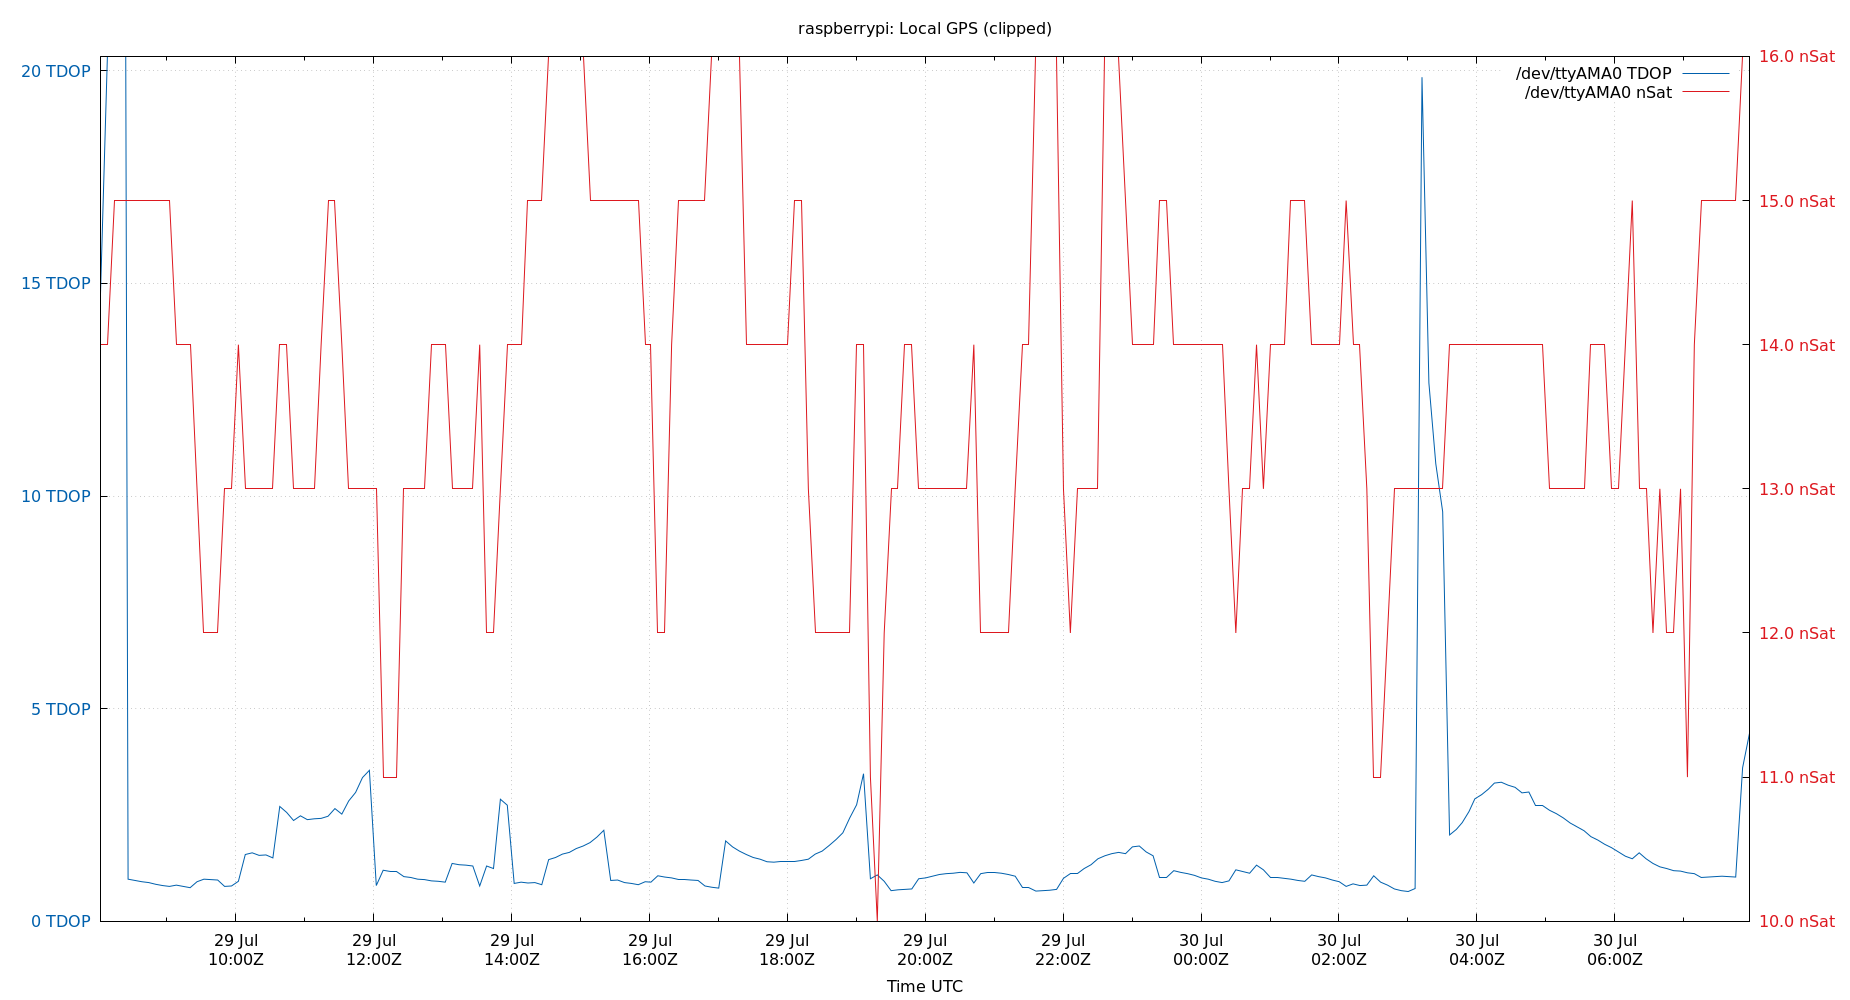 raspberrypi: Local GPS (clipped)
20 TDOP
15 TDOP
10 TDOP
5 TDOP
0 TDOP
16.0 nSat
15.0 nSat
14.0 nSat
13.0 nSat
12.0 nSat
11.0 nSat
10.0 nSat
/dev/ttyAMA0 TDOP
/dev/ttyAMA0 nSat
29 Jul
10:00Z
29 Jul
12:00Z
29 Jul
14:00Z
29 Jul
16:00Z
29 Jul
18:00Z
29 Jul
20:00Z
29 Jul
22:00Z
30 Jul
00:00Z
30 Jul
02:00Z
30 Jul
04:00Z
30 Jul
06:00Z
Time UTC